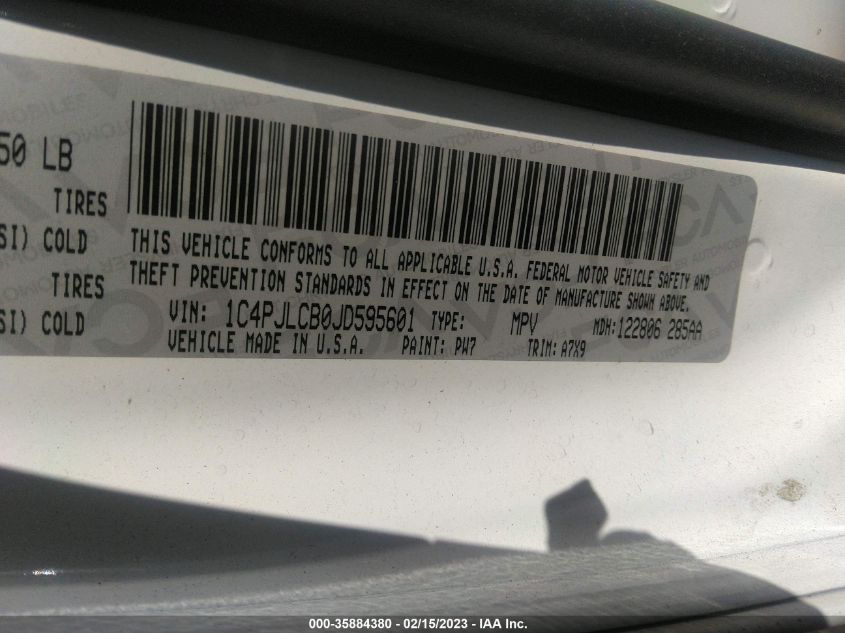 50 LB
TIRES
SI) COLD
TIRES
SI) COLD
THIS VEHICLE CONFORMS TO ALL APPLICABLE U.S.A. FEDERAL MOTOR VEHICLE SAFETY AND
THEFT PREVENTION STANDARDS IN EFFECT ON THE DATE OF MANUFACTURE SHOWN ABOVE.
VIN: 1C4PJLCB0JD595601 TYPE: MPV MDH:122806 285AA
VEHICLE MADE IN U.S.A. PAINT: PW7 TRIM: A7X9
000-35884380 - 02/15/2023 - IAA Inc.